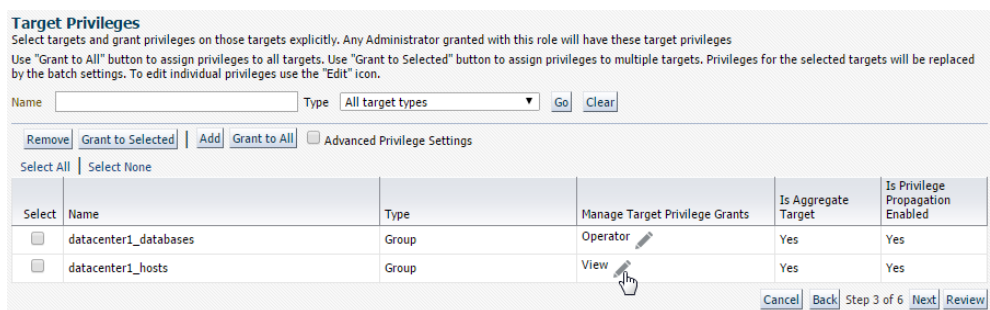 Target Privileges
Select targets and grant privileges on those targets explicitly. Any Administrator granted with this role will have these target privileges
Use "Grant to All" button to assign privileges to all targets. Use "Grant to Selected" button to assign privileges to multiple targets. Privileges for the selected targets will be replaced
by the batch settings. To edit individual privileges use the "Edit" icon.
Name Type All target types Go Clear
Remove Grant to Selected Add Grant to All Advanced Privilege Settings
Select All Select None
Select Name Type Manage Target Privilege Grants Is Aggregate Target Is Privilege Propagation Enabled
datacenter1_databases Group Operator Yes Yes
datacenter1_hosts Group View Yes Yes
Cancel Back Step 3 of 6 Next Review